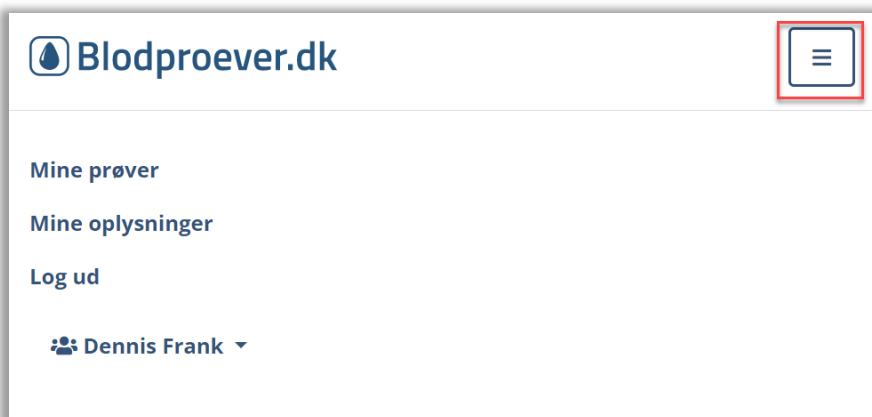 Blodproever.dk
Mine prøver
Mine oplysninger
Log ud
Dennis Frank